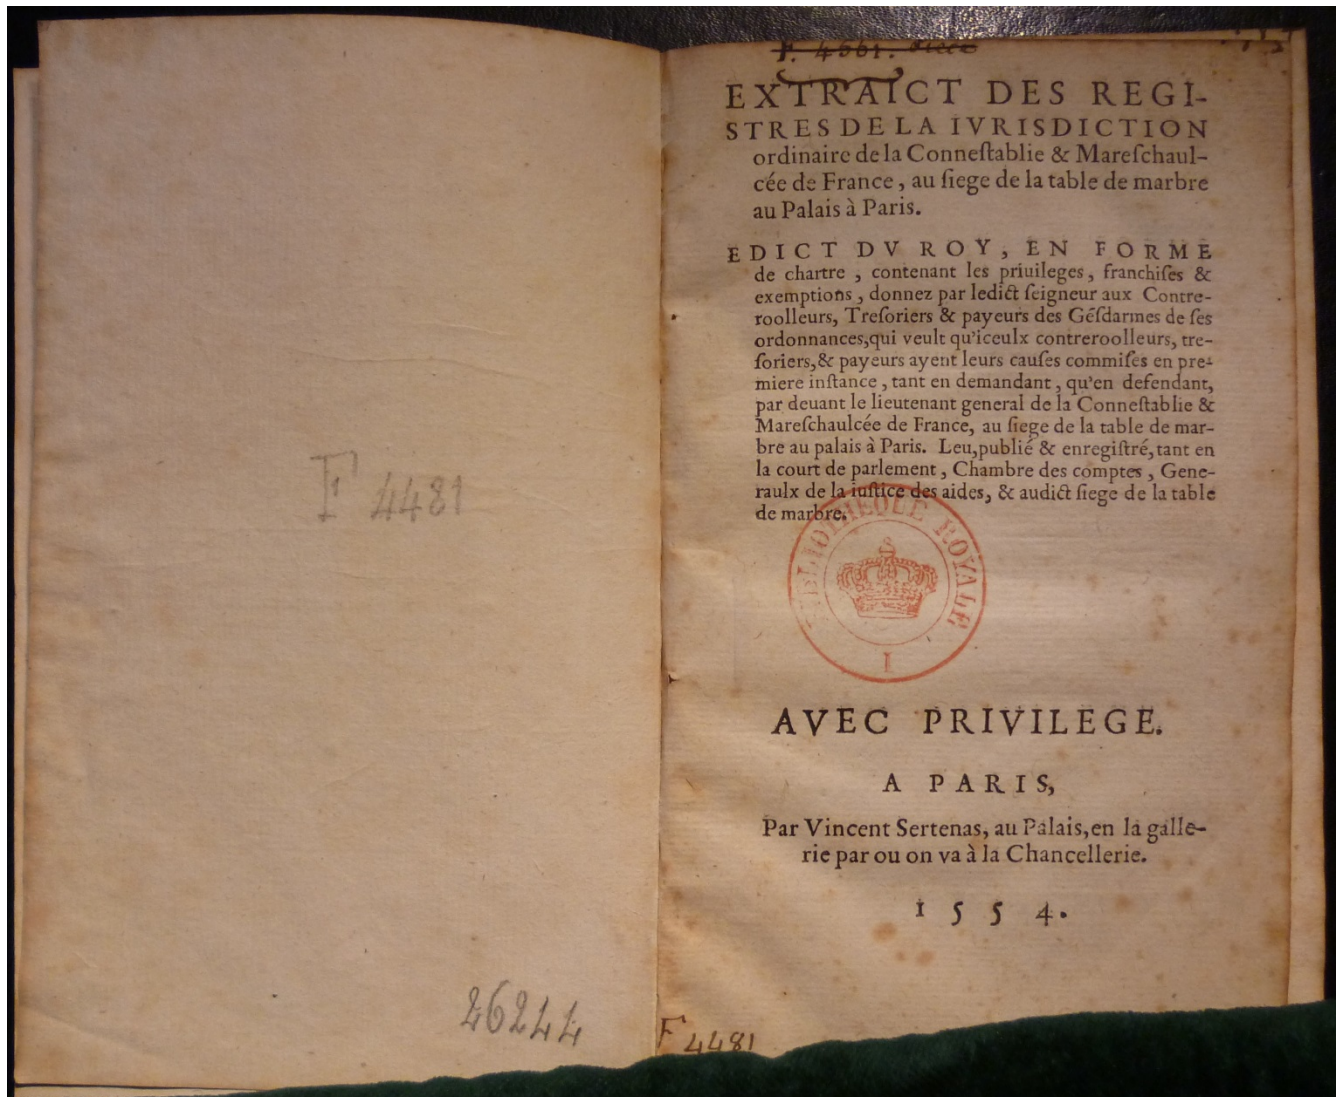 F 4481
26244
F. 4561. piece
EXTRAICT DES REGI-
STRES DE LA IVRISDICTION
ordinaire de la Conneſtablie & Mareſchaul-
cée de France, au ſiege de la table de marbre
au Palais à Paris.
EDICT DV ROY, EN FORME
de chartre, contenant les priuileges, franchiſes &
exemptions, donnez par ledict ſeigneur aux Contre-
roolleurs, Treſoriers & payeurs des Gēſdarmes de ſes
ordonnances, qui veult qu'iceulx contreroolleurs, tre-
ſoriers, & payeurs ayent leurs cauſes commiſes en pre-
miere inſtance, tant en demandant, qu'en defendant,
par deuant le lieutenant general de la Conneſtablie &
Mareſchaulcée de France, au ſiege de la table de mar-
bre au palais à Paris. Leu, publié & enregiſtré, tant en
la court de parlement, Chambre des comptes, Gene-
raulx de la iuſtice des aides, & audict ſiege de la table
de marbre.
BIBLIOTHEQUE ROYALE
I
AVEC PRIVILEGE.
A PARIS,
Par Vincent Sertenas, au Palais, en la galle-
rie par ou on va à la Chancellerie.
1554.
F 4481